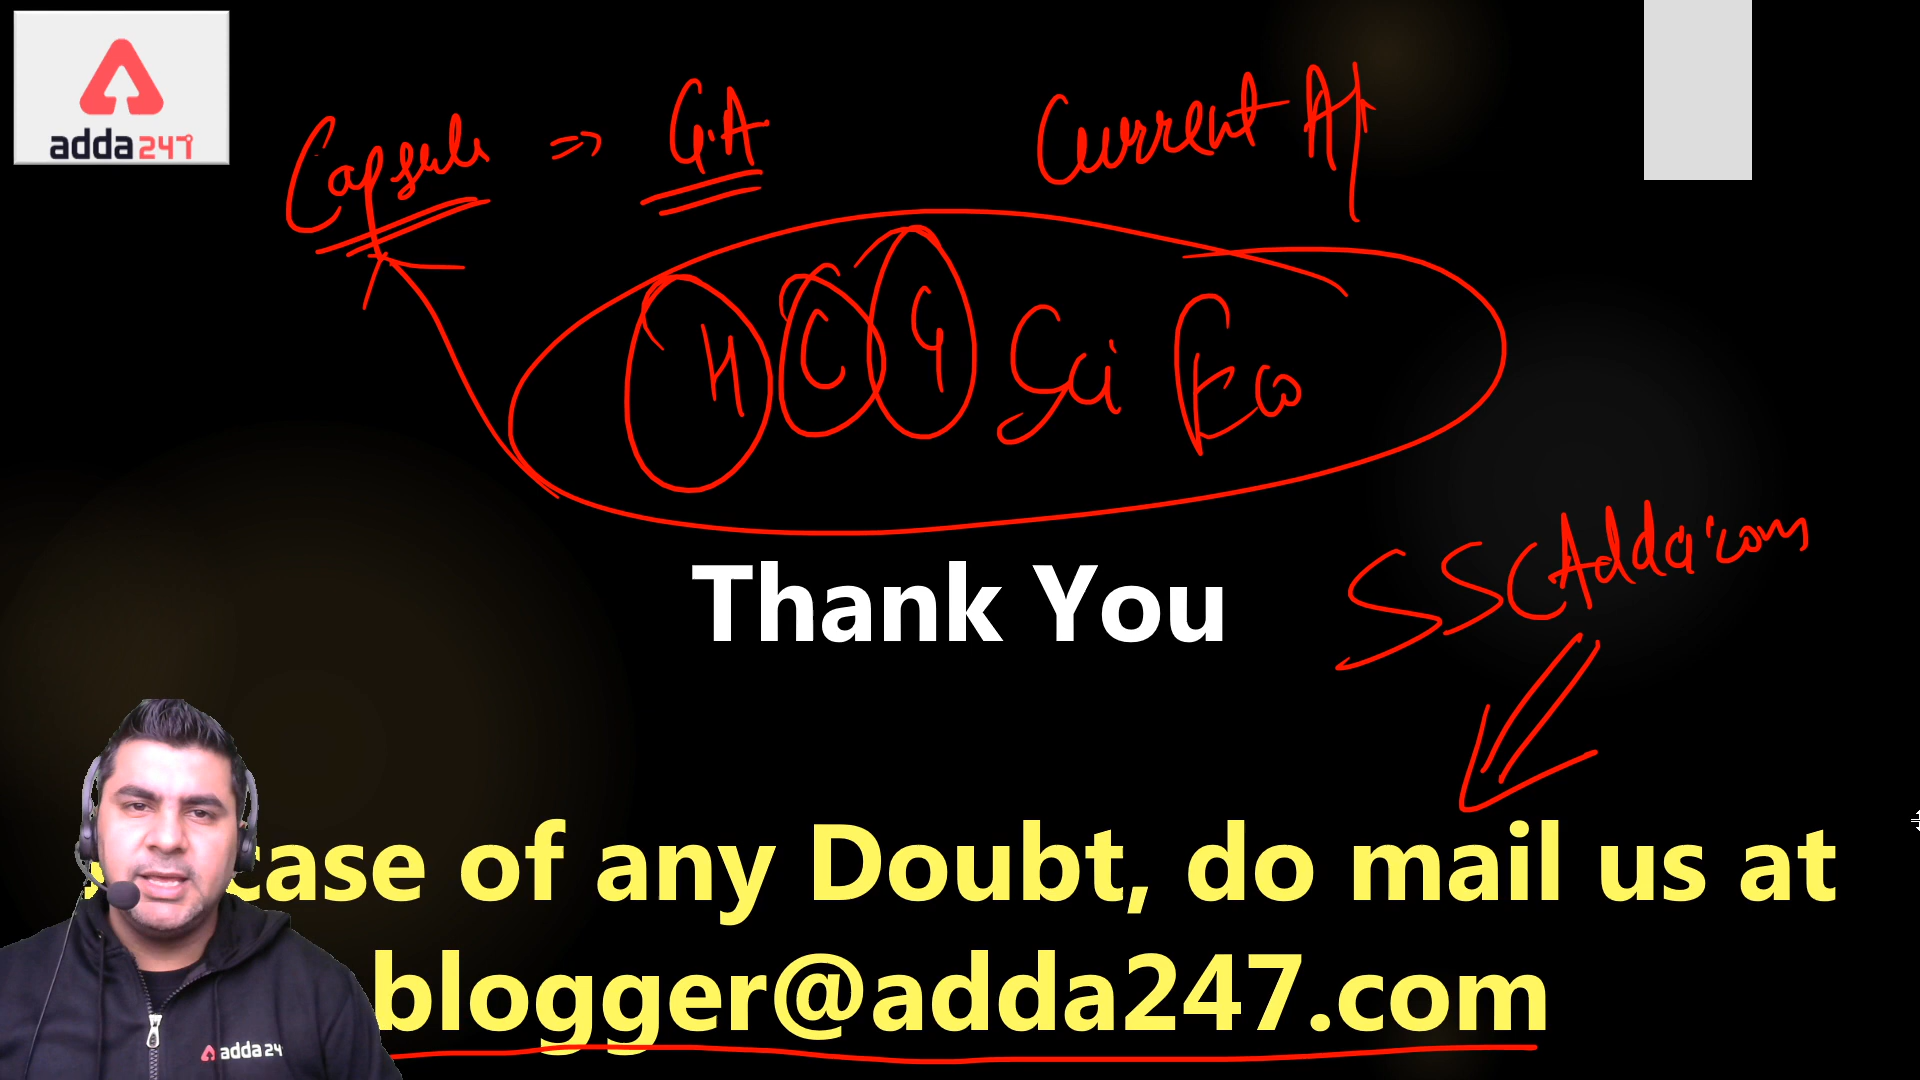 adda247
Capsule => G.A Current Af
H C G Sci Eco
SSCAdda.com
Thank You
case of any Doubt, do mail us at
blogger@adda247.com
adda24